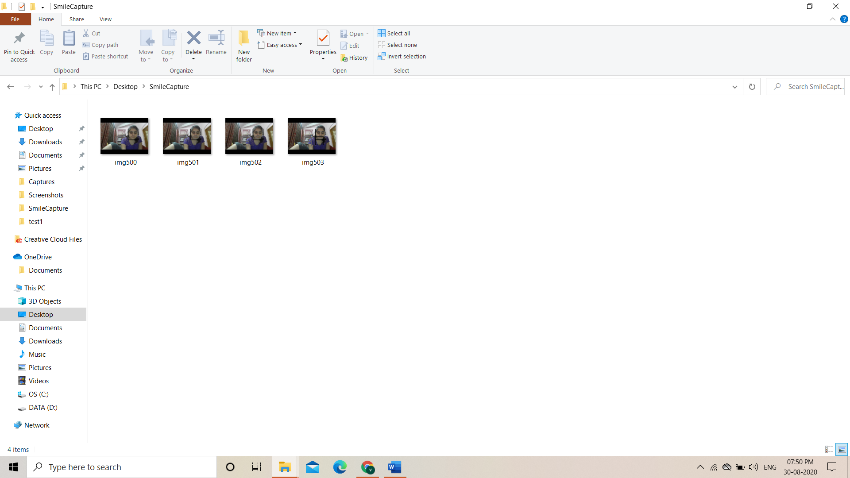 SmileCapture
File Home Share View
Pin to Quick access
Copy
Paste
Cut
Copy path
Paste shortcut
Clipboard
Move to
Copy to
Delete
Rename
Organize
New folder
New item
Easy access
New
Properties
Open
Edit
History
Open
Select all
Select none
Invert selection
Select
This PC > Desktop > SmileCapture
Search SmileCapt...
Quick access
Desktop
Downloads
Documents
Pictures
Captures
Screenshots
SmileCapture
test1
Creative Cloud Files
OneDrive
Documents
This PC
3D Objects
Desktop
Documents
Downloads
Music
Pictures
Videos
OS (C:)
DATA (D:)
Network
img500 img501 img502 img503
4 items
Type here to search
ENG
07:50 PM
30-08-2020